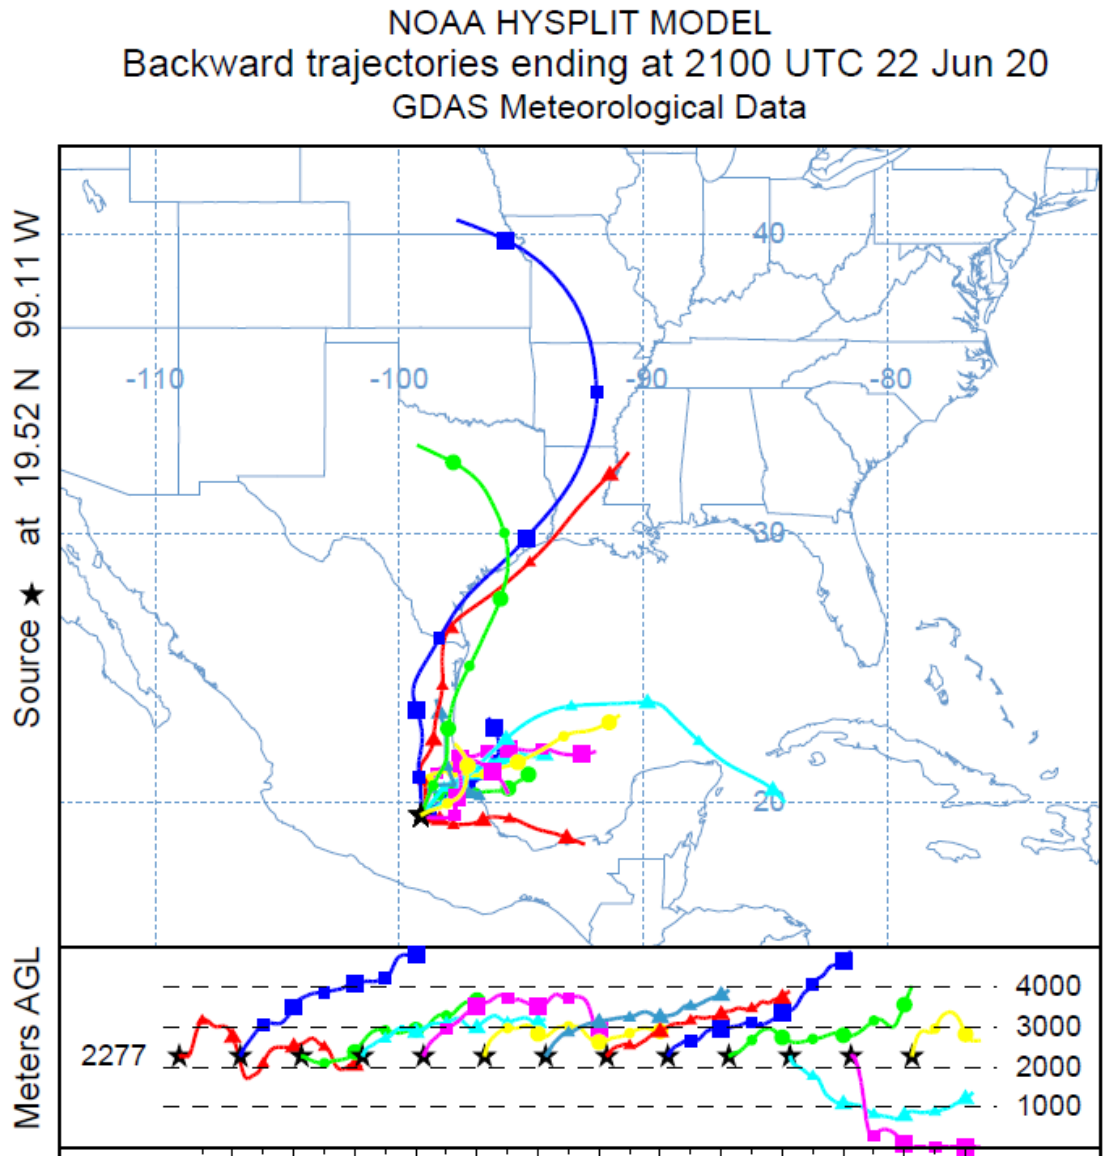 NOAA HYSPLIT MODEL
Backward trajectories ending at 2100 UTC 22 Jun 20
GDAS Meteorological Data
Source ★ at 19.52 N 99.11 W
40
-110
-100
-90
-80
30
20
Meters AGL
2277
4000
3000
2000
1000